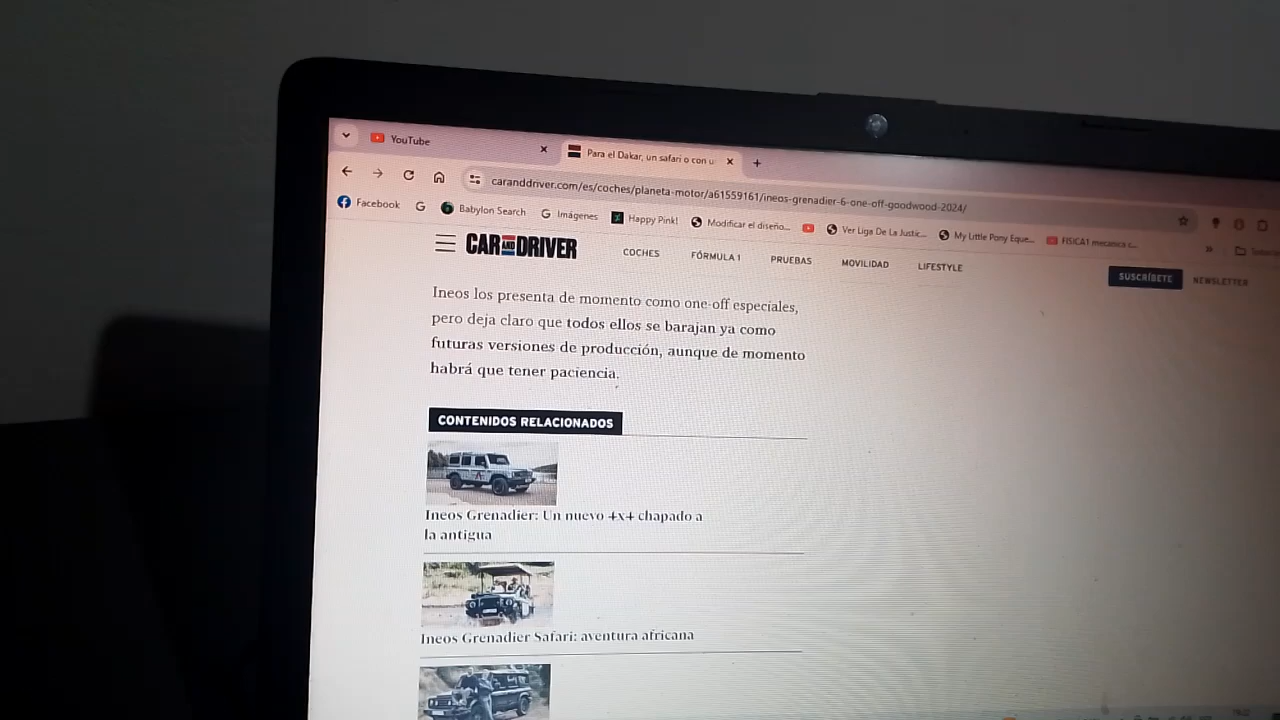 YouTube
Para el Dakar, un safari o con u
caranddriver.com/es/coches/planeta-motor/a61559161/ineos-grenadier-6-one-off-goodwood-2024/
Facebook
Babylon Search
Imágenes
Happy Pink!
Modificar el diseño...
Ver Liga De La Justic...
My Little Pony Eque...
FISICA1 mecanica c...
CAR AND DRIVER
COCHES
FÓRMULA 1
PRUEBAS
MOVILIDAD
LIFESTYLE
SUSCRÍBETE
NEWSLETTER
Ineos los presenta de momento como one-off especiales,
pero deja claro que todos ellos se barajan ya como
futuras versiones de producción, aunque de momento
habrá que tener paciencia.
CONTENIDOS RELACIONADOS
Ineos Grenadier: Un nuevo 4x4 chapado a
la antigua
Ineos Grenadier Safari: aventura africana